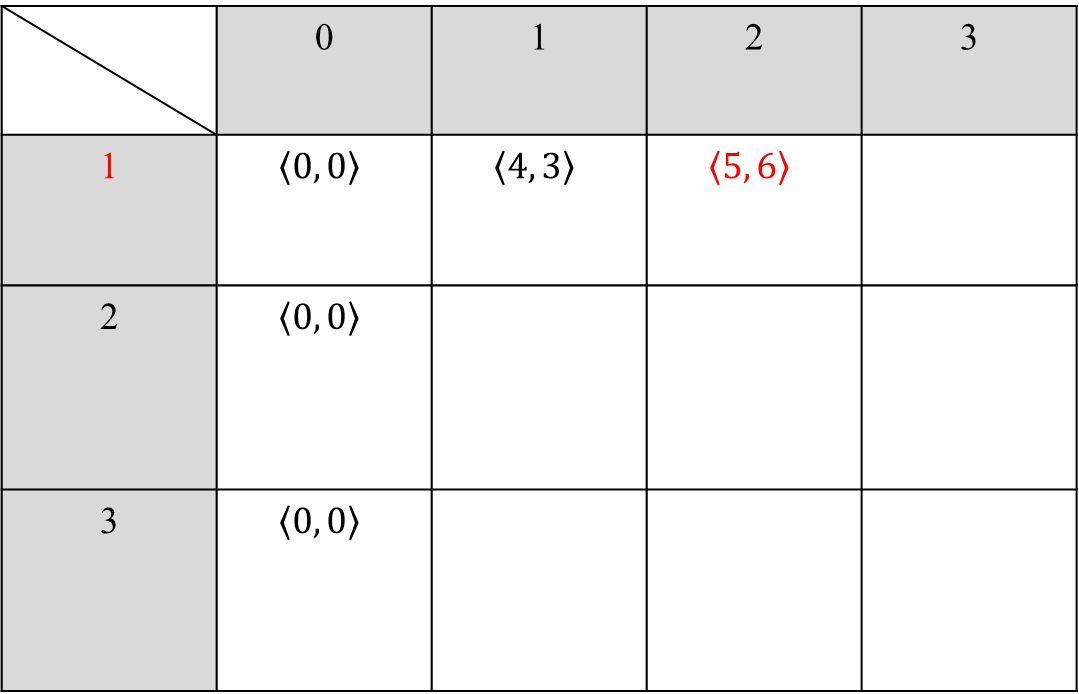 0 1 2 3
1 ⟨0, 0⟩ ⟨4, 3⟩ ⟨5, 6⟩
2 ⟨0, 0⟩
3 ⟨0, 0⟩